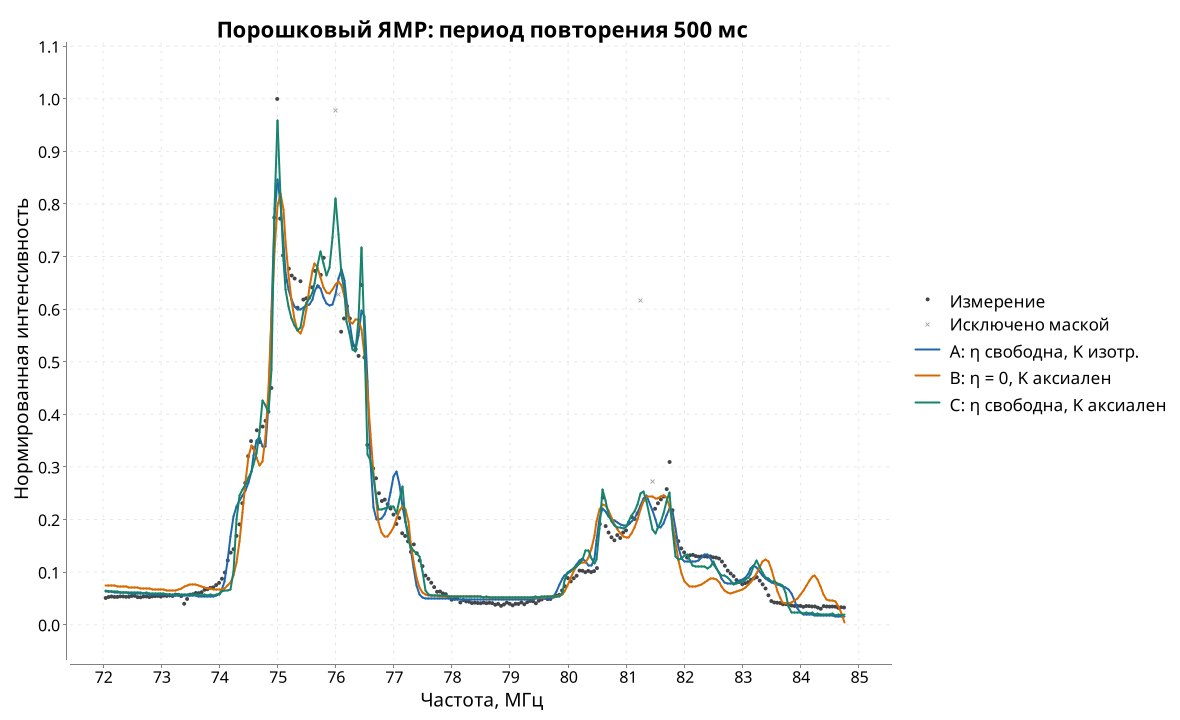 Порошковый ЯМР: период повторения 500 мс
Нормированная интенсивность
1.1
1.0
0.9
0.8
0.7
0.6
0.5
0.4
0.3
0.2
0.1
0.0
72 73 74 75 76 77 78 79 80 81 82 83 84 85
Частота, МГц
Измерение
Исключено маской
A: η свободна, K изотр.
B: η = 0, K аксиален
C: η свободна, K аксиален